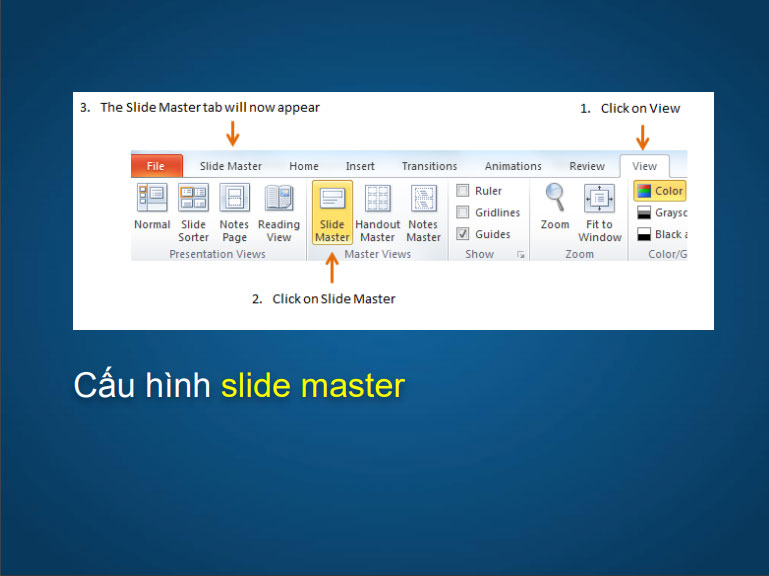 3. The Slide Master tab will now appear
1. Click on View
File Slide Master Home Insert Transitions Animations Review View
Normal Slide Sorter Notes Page Reading View
Slide Master Handout Master Notes Master
Ruler
Gridlines
Guides
Zoom Fit to Window
Color
Graysc
Black a
Presentation Views Master Views Show Zoom Color/G
2. Click on Slide Master
Cấu hình slide master